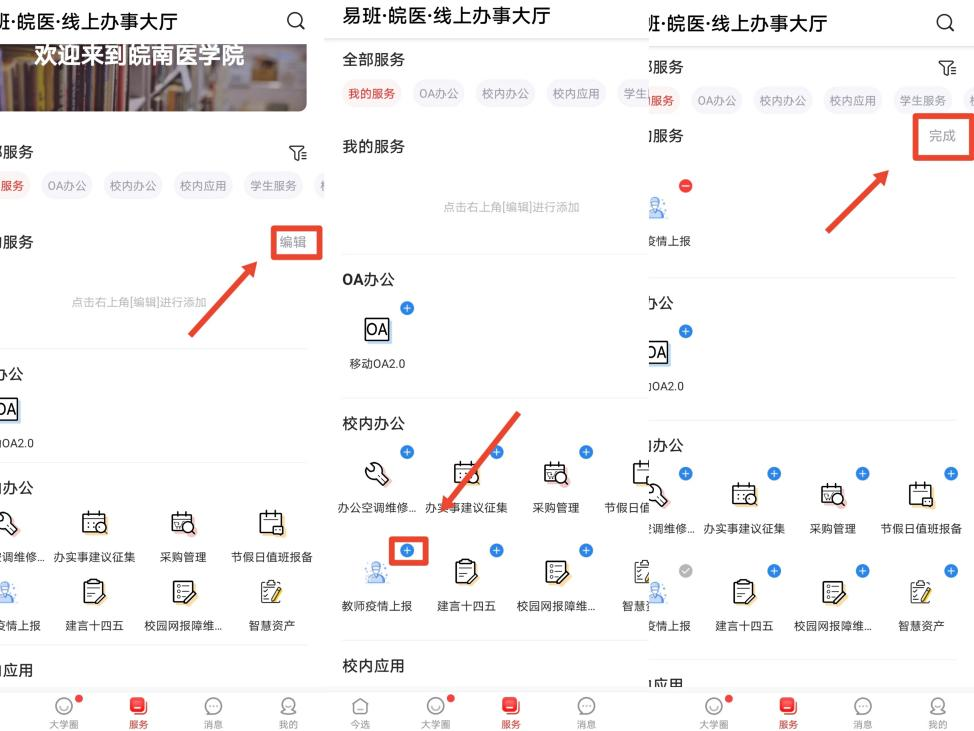 班·皖医·线上办事大厅
欢迎来到皖南医学院
部服务
服务 OA办公 校内办公 校内应用 学生服务
的服务 编辑
点击右上角[编辑]进行添加
办公
OA
OA2.0
办公
调维修... 办实事建议征集 采购管理 节假日值班报备
疫情上报 建言十四五 校园网报障维... 智慧资产
应用
大学圈 服务 消息 我的
易班·皖医·线上办事大厅
全部服务
我的服务 OA办公 校内办公 校内应用 学生
我的服务
点击右上角[编辑]进行添加
OA办公
OA
移动OA2.0
校内办公
办公空调维修... 办实事建议征集 采购管理 节假日值
教师疫情上报 建言十四五 校园网报障维... 智慧
校内应用
今选 大学圈 服务 消息
班·皖医·线上办事大厅
部服务
服务 OA办公 校内办公 校内应用 学生服务
的服务 完成
疫情上报
办公
OA
OA2.0
内办公
调维修... 办实事建议征集 采购管理 节假日值班报备
疫情上报 建言十四五 校园网报障维... 智慧资产
内应用
大学圈 服务 消息 我的